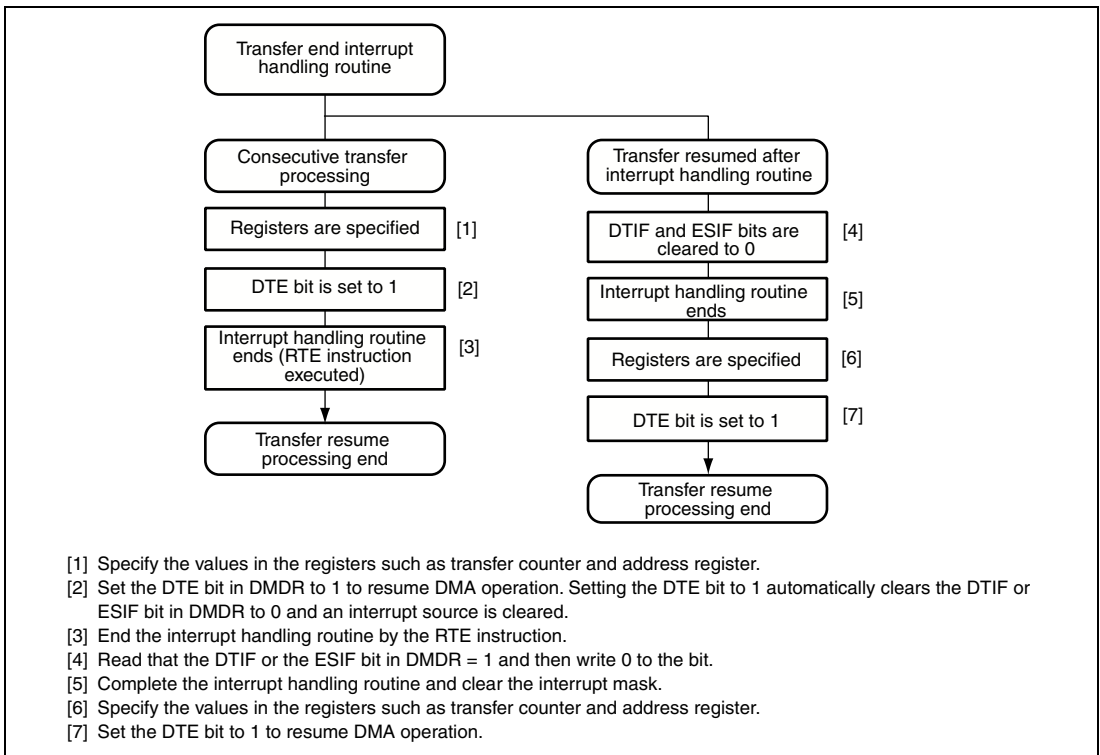 Transfer end interrupt
handling routine
Consecutive transfer
processing
Registers are specified [1]
DTE bit is set to 1 [2]
Interrupt handling routine
ends (RTE instruction
executed) [3]
Transfer resume
processing end
Transfer resumed after
interrupt handling routine
DTIF and ESIF bits are
cleared to 0 [4]
Interrupt handling routine
ends [5]
Registers are specified [6]
DTE bit is set to 1 [7]
Transfer resume
processing end
[1] Specify the values in the registers such as transfer counter and address register.
[2] Set the DTE bit in DMDR to 1 to resume DMA operation. Setting the DTE bit to 1 automatically clears the DTIF or
ESIF bit in DMDR to 0 and an interrupt source is cleared.
[3] End the interrupt handling routine by the RTE instruction.
[4] Read that the DTIF or the ESIF bit in DMDR = 1 and then write 0 to the bit.
[5] Complete the interrupt handling routine and clear the interrupt mask.
[6] Specify the values in the registers such as transfer counter and address register.
[7] Set the DTE bit to 1 to resume DMA operation.